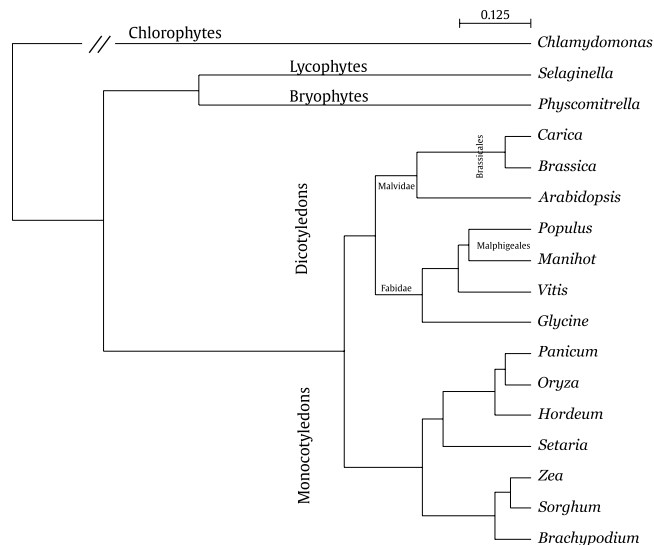 0.125
Chlorophytes
Chlamydomonas
Lycophytes
Selaginella
Bryophytes
Physcomitrella
Brassicales
Carica
Brassica
Malvidae
Arabidopsis
Dicotyledons
Populus
Malphigeales
Manihot
Fabidae
Vitis
Glycine
Panicum
Oryza
Monocotyledons
Hordeum
Setaria
Zea
Sorghum
Brachypodium